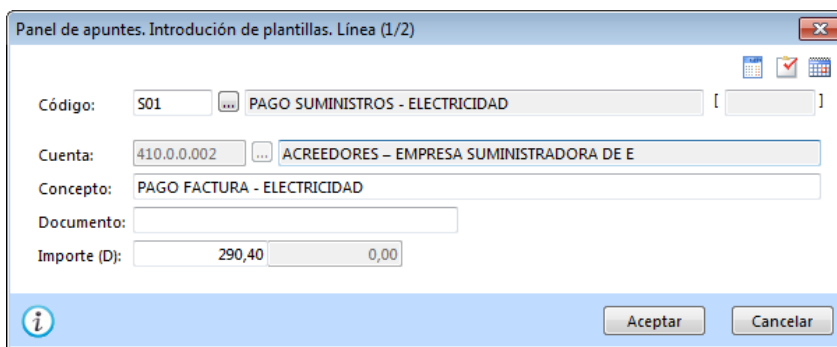 Panel de apuntes. Introdución de plantillas. Línea (1/2)
Código: S01 ... PAGO SUMINISTROS - ELECTRICIDAD [ ]
Cuenta: 410.0.0.002 ... ACREEDORES – EMPRESA SUMINISTRADORA DE E
Concepto: PAGO FACTURA - ELECTRICIDAD
Documento:
Importe (D): 290,40 0,00
Aceptar Cancelar